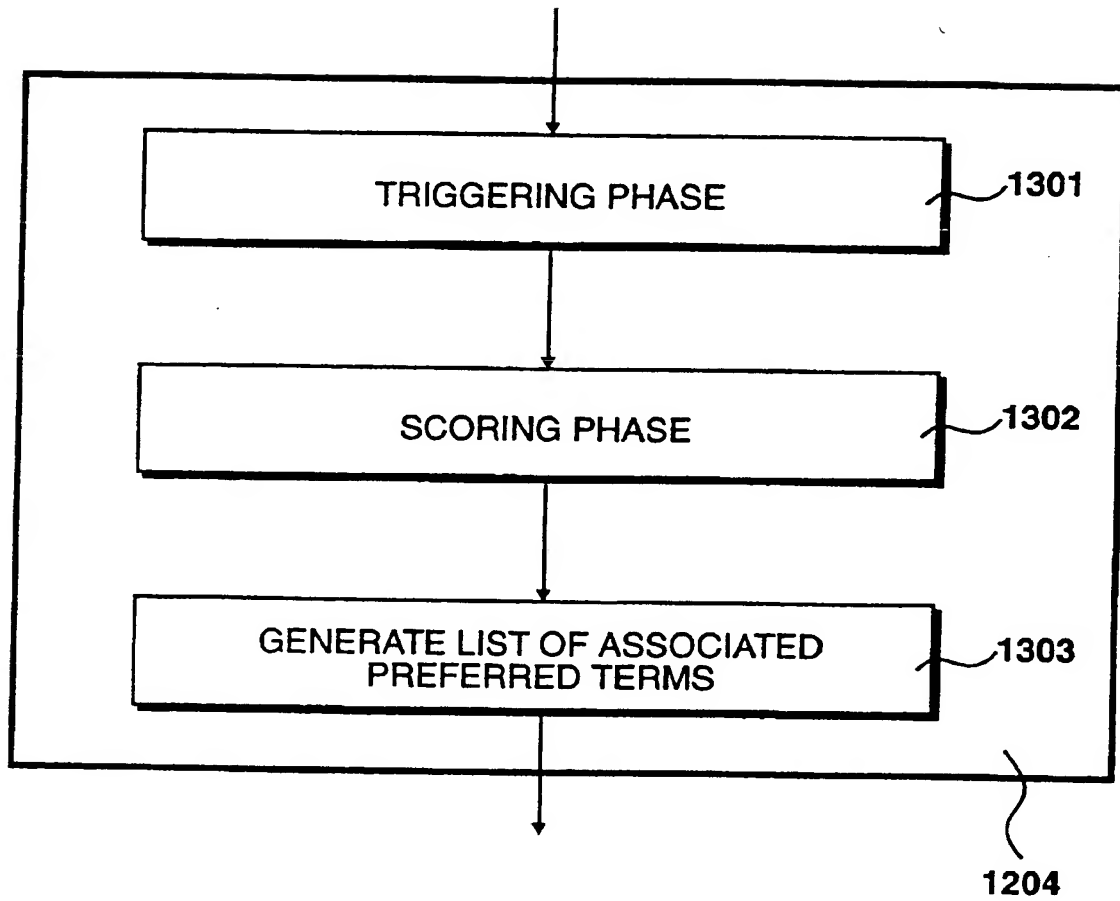 TRIGGERING PHASE
1301
SCORING PHASE
1302
GENERATE LIST OF ASSOCIATED
PREFERRED TERMS
1303
1204